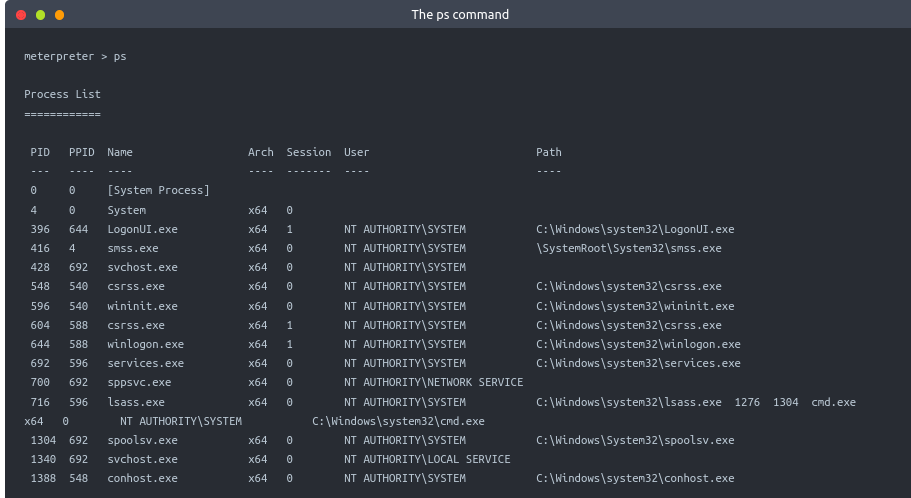 The ps command
meterpreter > ps
Process List
============
PID   PPID  Name                  Arch  Session  User                          Path
---   ----  ----                  ----  -------  ----                          ----
0     0     [System Process]
4     0     System                x64   0
396   644   LogonUI.exe           x64   1        NT AUTHORITY\SYSTEM           C:\Windows\system32\LogonUI.exe
416   4     smss.exe              x64   0        NT AUTHORITY\SYSTEM           \SystemRoot\System32\smss.exe
428   692   svchost.exe           x64   0        NT AUTHORITY\SYSTEM
548   540   csrss.exe             x64   0        NT AUTHORITY\SYSTEM           C:\Windows\system32\csrss.exe
596   540   wininit.exe           x64   0        NT AUTHORITY\SYSTEM           C:\Windows\system32\wininit.exe
604   588   csrss.exe             x64   1        NT AUTHORITY\SYSTEM           C:\Windows\system32\csrss.exe
644   588   winlogon.exe          x64   1        NT AUTHORITY\SYSTEM           C:\Windows\system32\winlogon.exe
692   596   services.exe          x64   0        NT AUTHORITY\SYSTEM           C:\Windows\system32\services.exe
700   692   sppsvc.exe            x64   0        NT AUTHORITY\NETWORK SERVICE
716   596   lsass.exe             x64   0        NT AUTHORITY\SYSTEM           C:\Windows\system32\lsass.exe  1276  1304  cmd.exe
x64   0        NT AUTHORITY\SYSTEM           C:\Windows\system32\cmd.exe
1304  692   spoolsv.exe           x64   0        NT AUTHORITY\SYSTEM           C:\Windows\System32\spoolsv.exe
1340  692   svchost.exe           x64   0        NT AUTHORITY\LOCAL SERVICE
1388  548   conhost.exe           x64   0        NT AUTHORITY\SYSTEM           C:\Windows\system32\conhost.exe